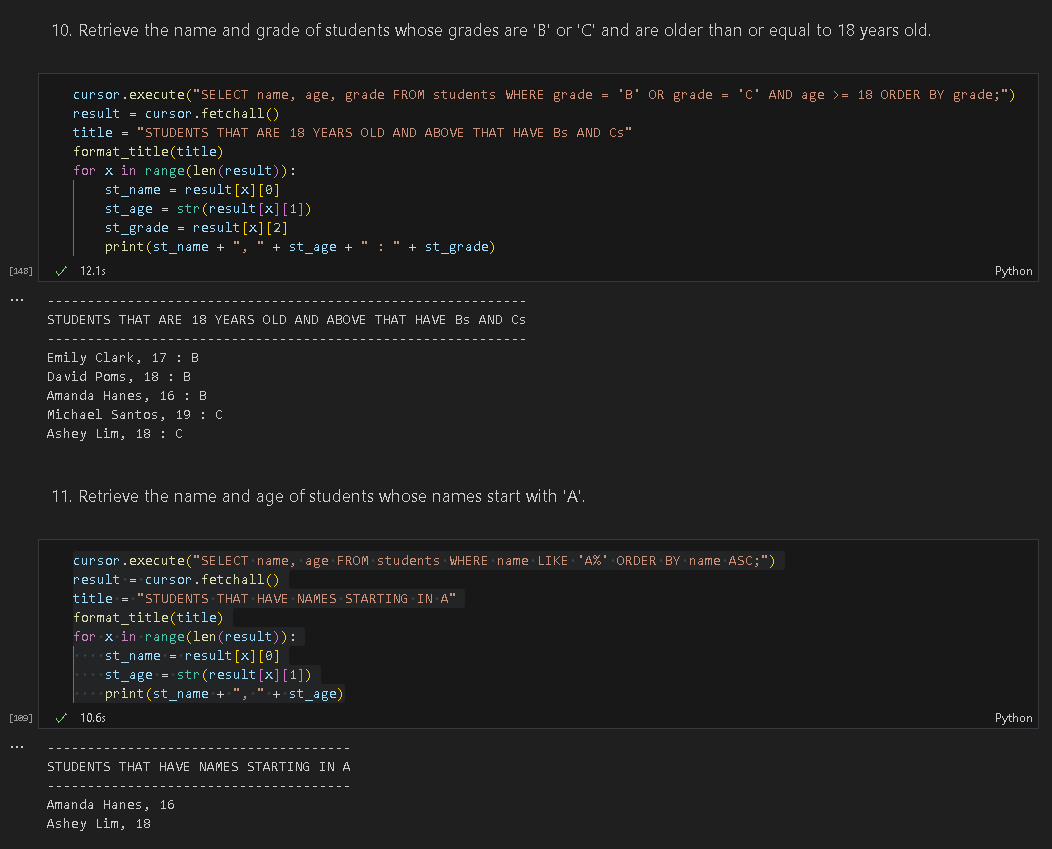 10. Retrieve the name and grade of students whose grades are 'B' or 'C' and are older than or equal to 18 years old.
cursor.execute("SELECT name, age, grade FROM students WHERE grade = 'B' OR grade = 'C' AND age >= 18 ORDER BY grade;")
result = cursor.fetchall()
title = "STUDENTS THAT ARE 18 YEARS OLD AND ABOVE THAT HAVE Bs AND Cs"
format_title(title)
for x in range(len(result)):
    st_name = result[x][0]
    st_age = str(result[x][1])
    st_grade = result[x][2]
    print(st_name + ", " + st_age + " : " + st_grade)
[148] ✓ 12.1s Python
...
------------------------------------------------------------
STUDENTS THAT ARE 18 YEARS OLD AND ABOVE THAT HAVE Bs AND Cs
------------------------------------------------------------
Emily Clark, 17 : B
David Poms, 18 : B
Amanda Hanes, 16 : B
Michael Santos, 19 : C
Ashey Lim, 18 : C
11. Retrieve the name and age of students whose names start with 'A'.
cursor.execute("SELECT name, age FROM students WHERE name LIKE 'A%' ORDER BY name ASC;")
result = cursor.fetchall()
title = "STUDENTS THAT HAVE NAMES STARTING IN A"
format_title(title)
for x in range(len(result)):
    st_name = result[x][0]
    st_age = str(result[x][1])
    print(st_name + ", " + st_age)
[109] ✓ 10.6s Python
...
--------------------------------------
STUDENTS THAT HAVE NAMES STARTING IN A
--------------------------------------
Amanda Hanes, 16
Ashey Lim, 18